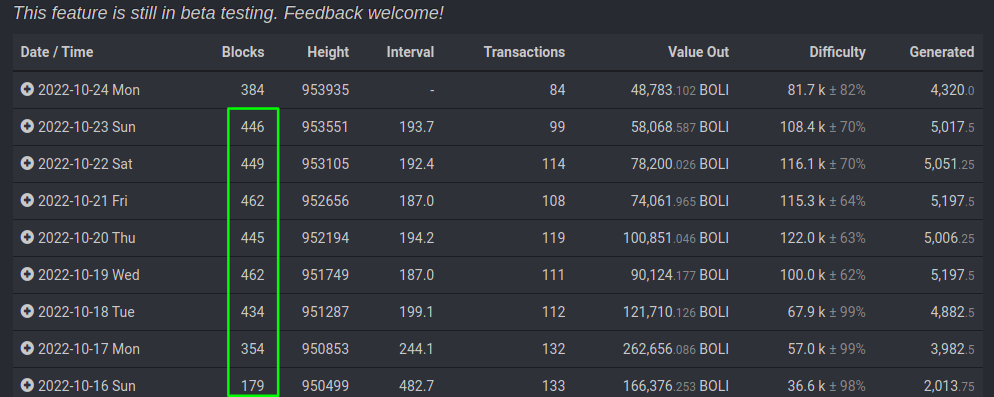 This feature is still in beta testing. Feedback welcome!
Date / Time Blocks Height Interval Transactions Value Out Difficulty Generated
2022-10-24 Mon 384 953935 - 84 48,783.102 BOLI 81.7 k ± 82% 4,320.0
2022-10-23 Sun 446 953551 193.7 99 58,068.587 BOLI 108.4 k ± 70% 5,017.5
2022-10-22 Sat 449 953105 192.4 114 78,200.026 BOLI 116.1 k ± 70% 5,051.25
2022-10-21 Fri 462 952656 187.0 108 74,061.965 BOLI 115.3 k ± 64% 5,197.5
2022-10-20 Thu 445 952194 194.2 119 100,851.046 BOLI 122.0 k ± 63% 5,006.25
2022-10-19 Wed 462 951749 187.0 111 90,124.177 BOLI 100.0 k ± 62% 5,197.5
2022-10-18 Tue 434 951287 199.1 112 121,710.126 BOLI 67.9 k ± 99% 4,882.5
2022-10-17 Mon 354 950853 244.1 132 262,656.086 BOLI 57.0 k ± 99% 3,982.5
2022-10-16 Sun 179 950499 482.7 133 166,376.253 BOLI 36.6 k ± 98% 2,013.75